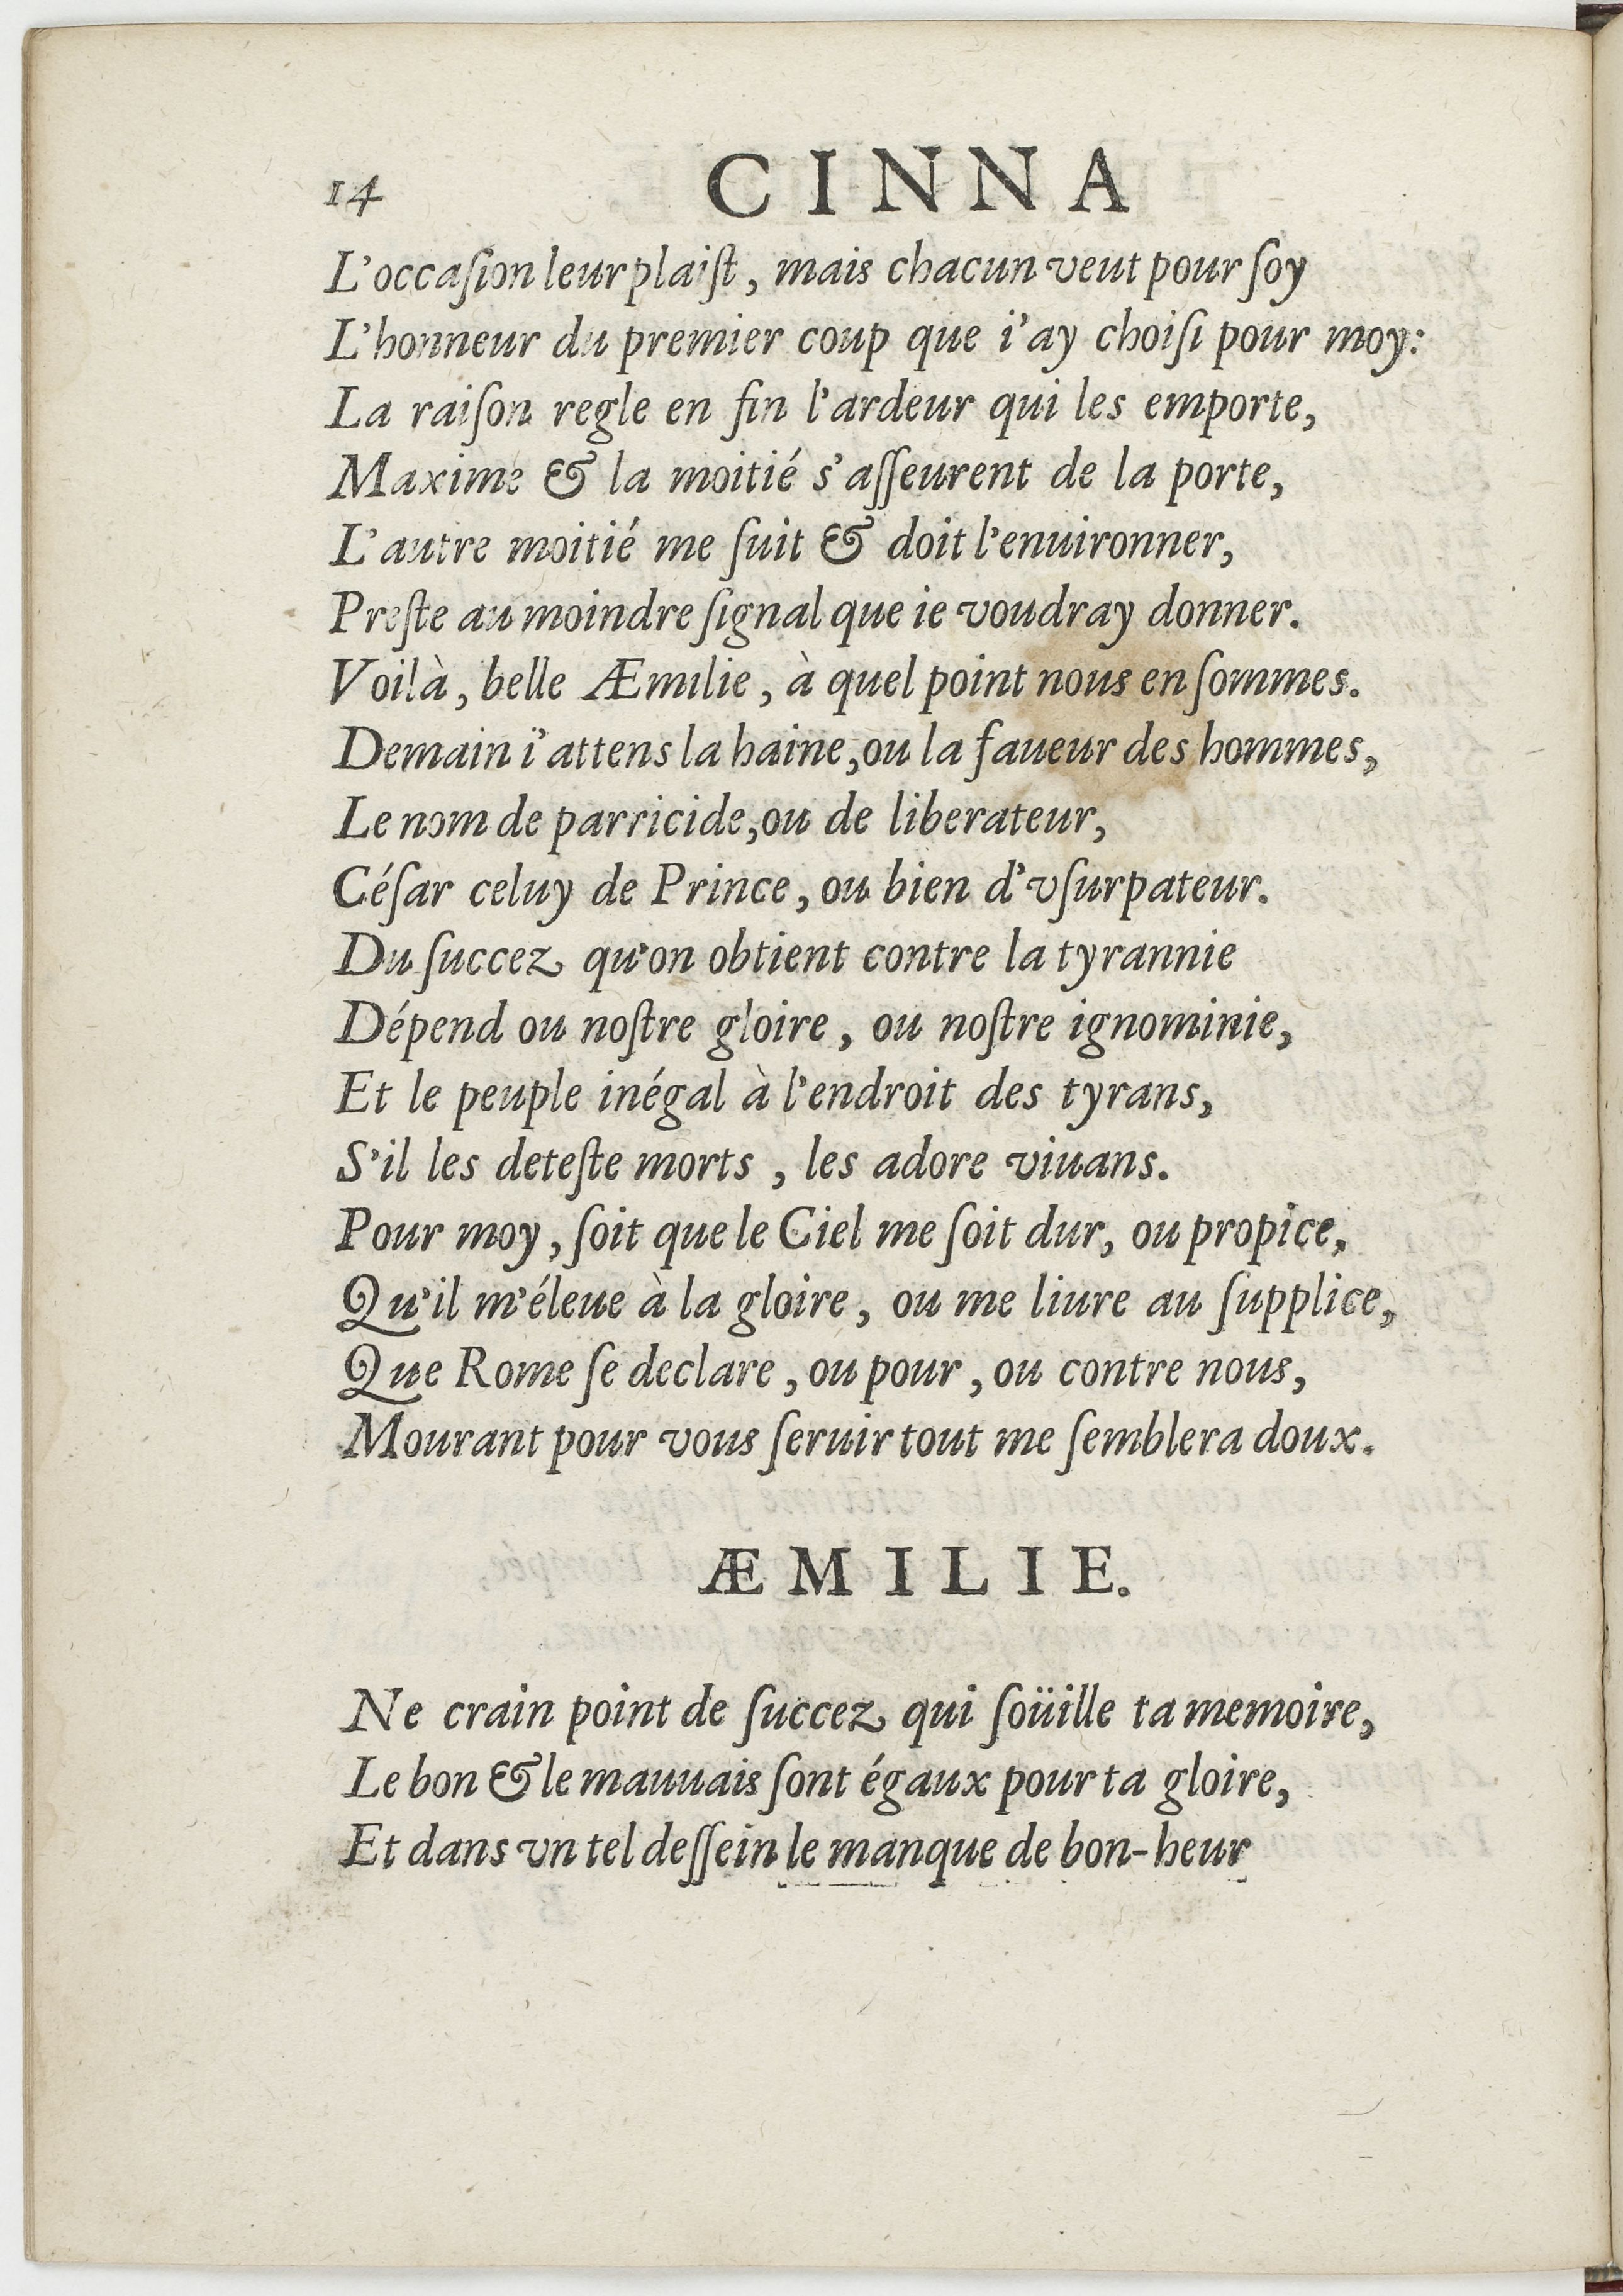 14 CINNA
L'occaſion leur plaiſt, mais chacun veut pour ſoy
L'honneur du premier coup que i'ay choiſi pour moy:
La raiſon regle en fin l'ardeur qui les emporte,
Maxime & la moitié s'aſſeurent de la porte,
L'autre moitié me ſuit & doit l'enuironner,
Preſte au moindre ſignal que ie voudray donner.
Voilà, belle Æmilie, à quel point nous en ſommes.
Demain i'attens la haine, ou la faueur des hommes,
Le nom de parricide, ou de liberateur,
Céſar celuy de Prince, ou bien d'vſurpateur.
Du ſuccez qu'on obtient contre la tyrannie
Dépend ou noſtre gloire, ou noſtre ignominie,
Et le peuple inégal à l'endroit des tyrans,
S'il les deteſte morts, les adore viuans.
Pour moy, ſoit que le Ciel me ſoit dur, ou propice,
Qu'il m'éleue à la gloire, ou me liure au ſupplice,
Que Rome ſe declare, ou pour, ou contre nous,
Mourant pour vous ſeruir tout me ſemblera doux.
ÆMILIE.
Ne crain point de ſuccez qui ſoüille ta memoire,
Le bon & le mauuais ſont égaux pour ta gloire,
Et dans vn tel deſſein le manque de bon-heur